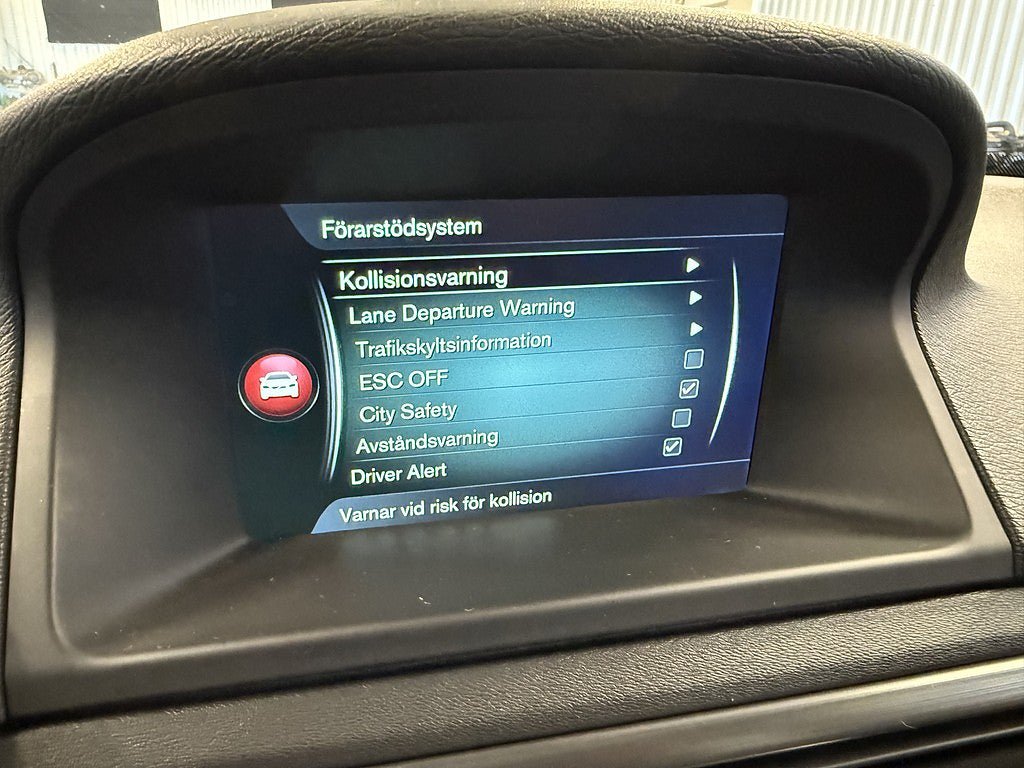 Förarstödsystem
Kollisionsvarning
Lane Departure Warning
Trafikskyltsinformation
ESC OFF
City Safety
Avståndsvarning
Driver Alert
Varnar vid risk för kollision